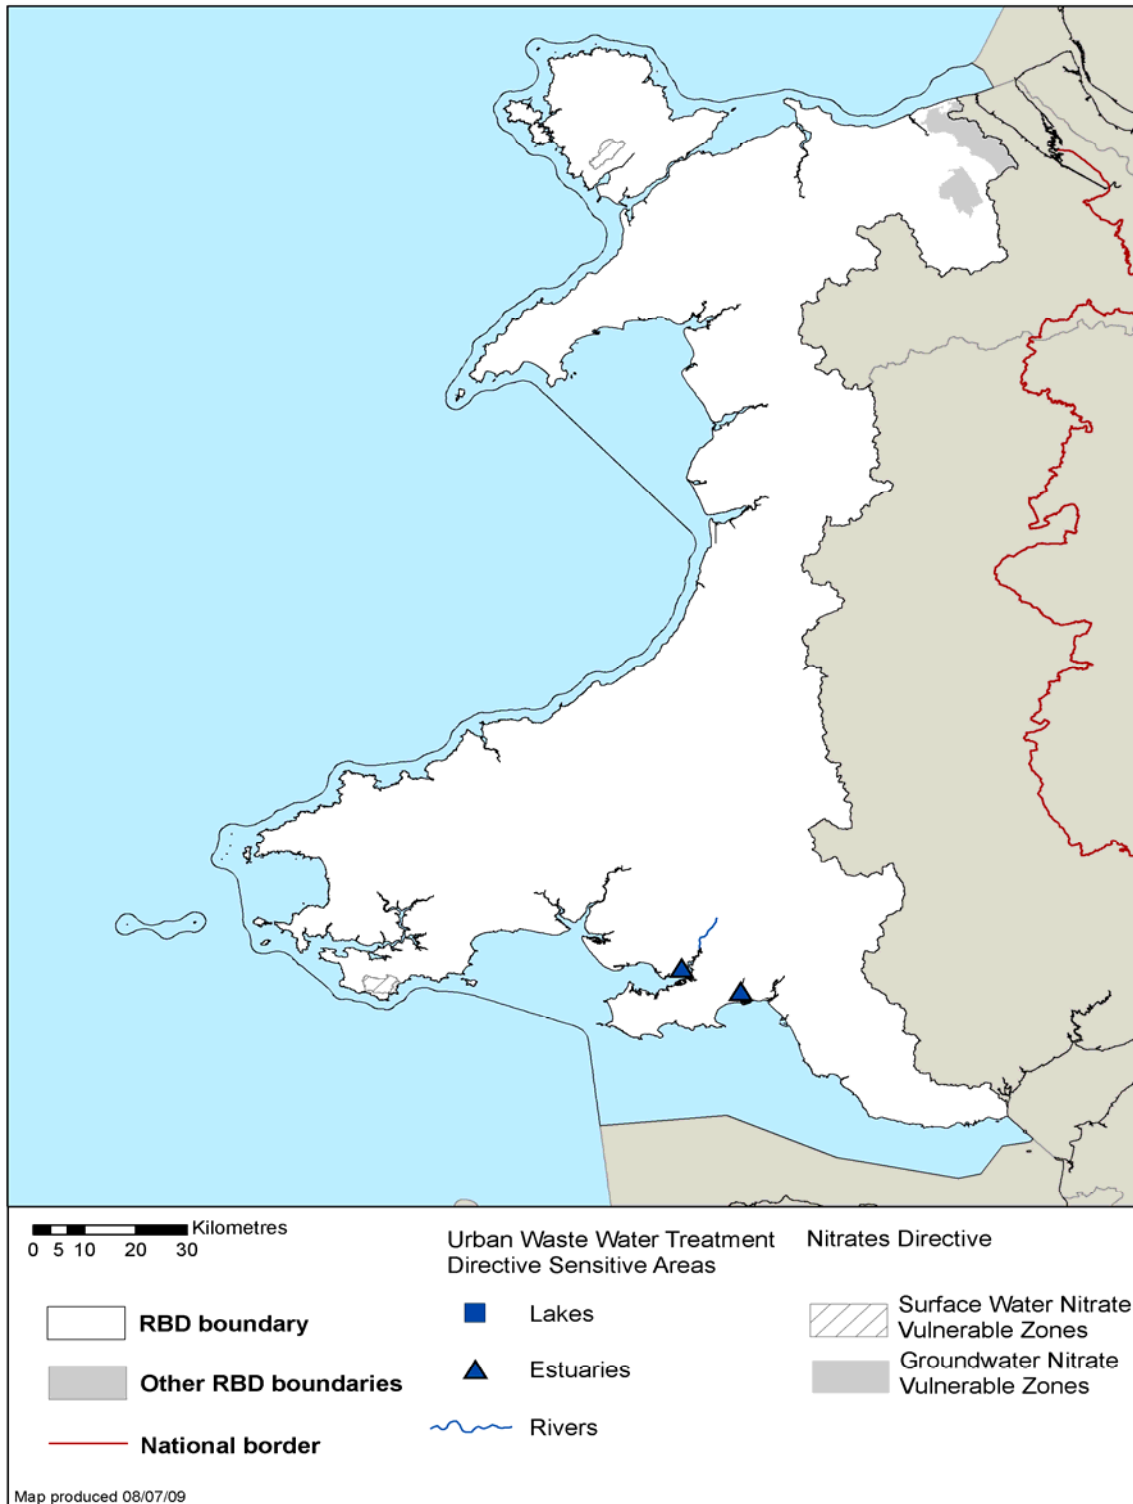 Kilometres
0 5 10 20 30
Urban Waste Water Treatment
Directive Sensitive Areas
Nitrates Directive
RBD boundary
Other RBD boundaries
National border
Lakes
Estuaries
Rivers
Surface Water Nitrate
Vulnerable Zones
Groundwater Nitrate
Vulnerable Zones
Map produced 08/07/09